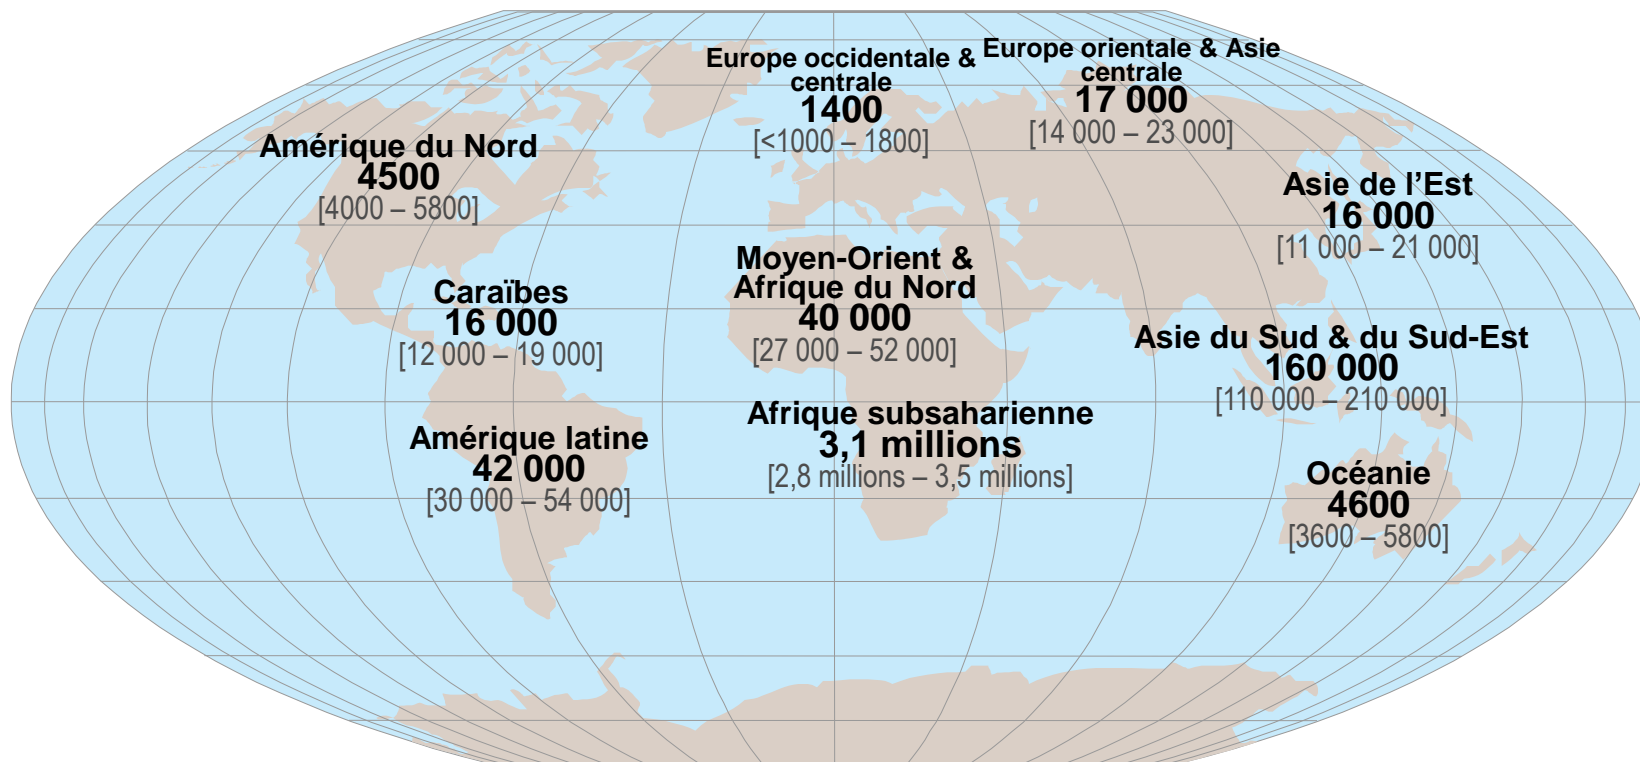 Europe occidentale &
centrale
1400
[<1000 – 1800]
Europe orientale & Asie
centrale
17 000
[14 000 – 23 000]
Amérique du Nord
4500
[4000 – 5800]
Asie de l’Est
16 000
[11 000 – 21 000]
Moyen-Orient &
Afrique du Nord
40 000
[27 000 – 52 000]
Caraïbes
16 000
[12 000 – 19 000]
Asie du Sud & du Sud-Est
160 000
[110 000 – 210 000]
Afrique subsaharienne
3,1 millions
[2,8 millions – 3,5 millions]
Amérique latine
42 000
[30 000 – 54 000]
Océanie
4600
[3600 – 5800]